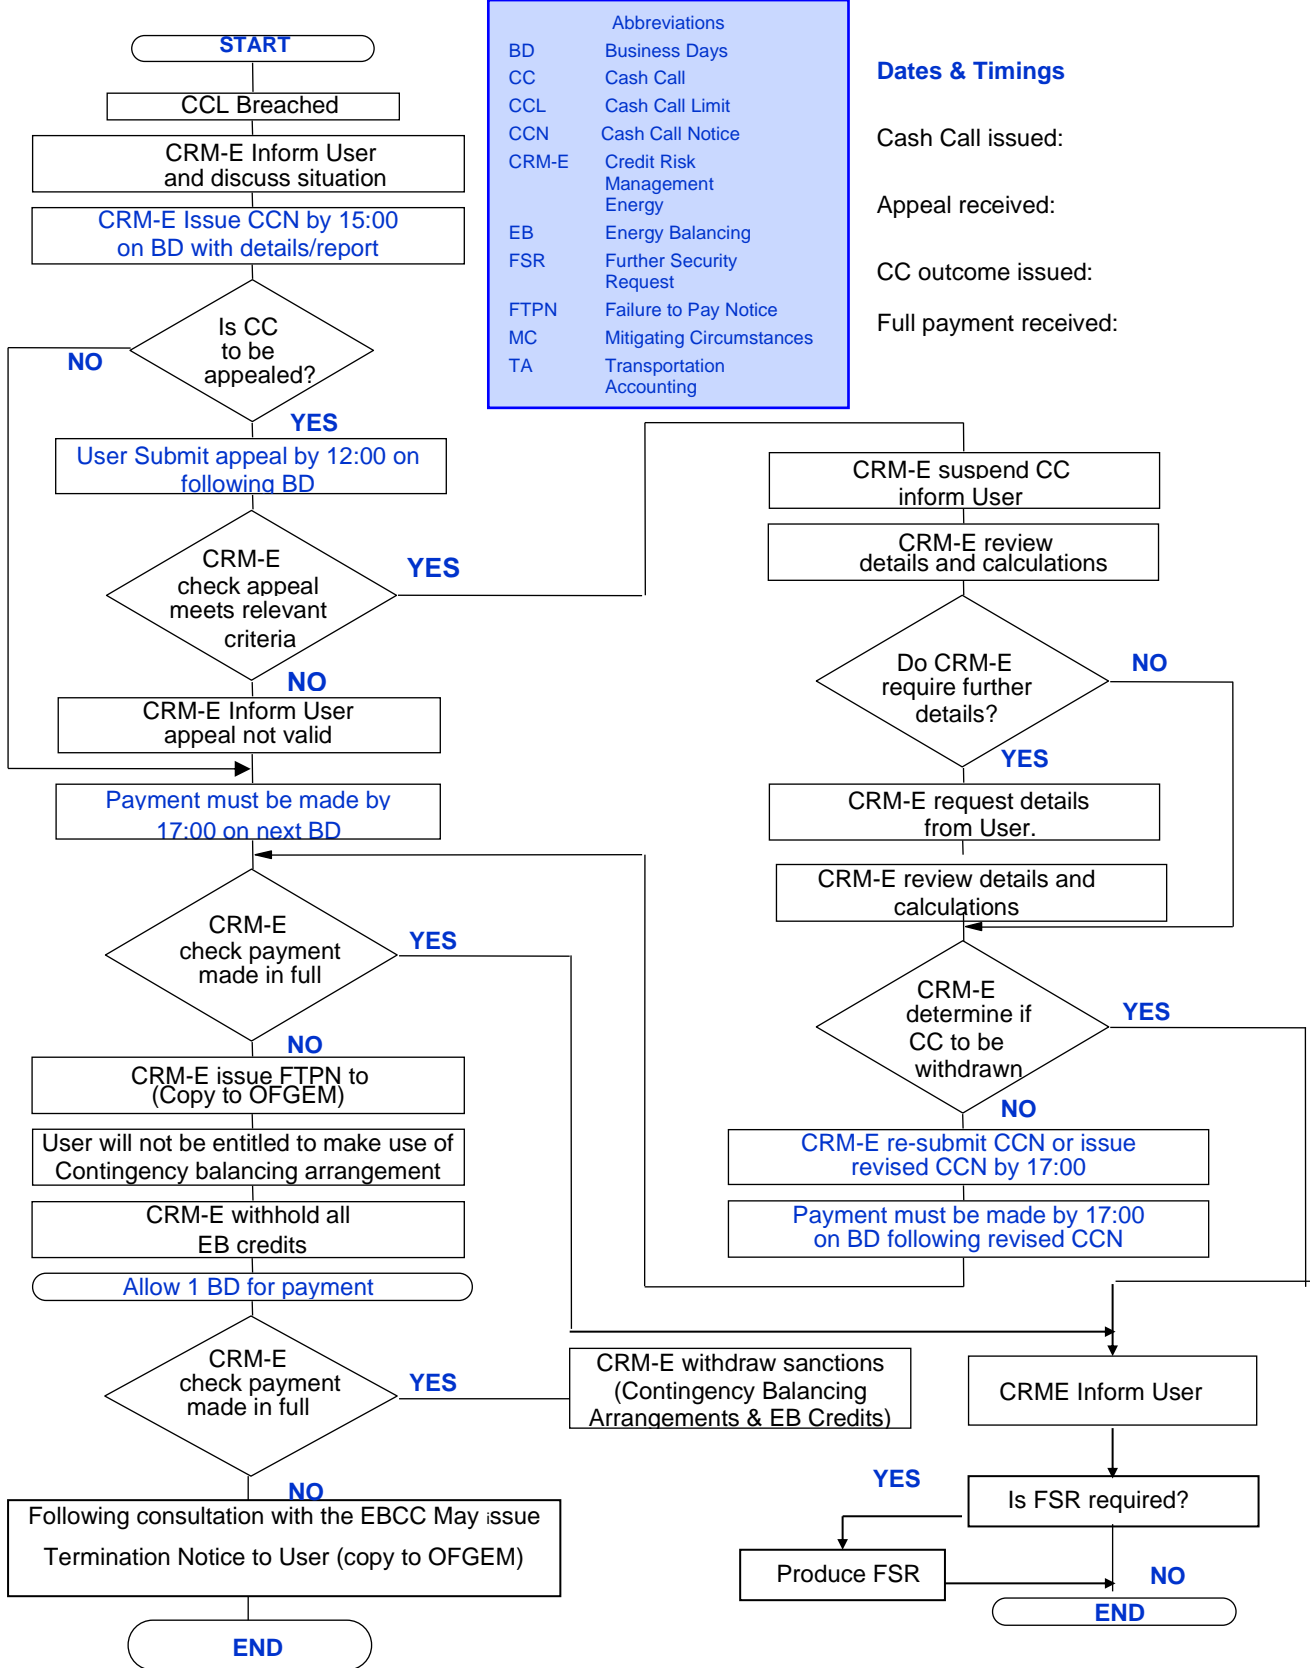 START
CCL Breached
CRM-E Inform User
and discuss situation
CRM-E Issue CCN by 15:00
on BD with details/report
Is CC
to be
appealed?
NO
YES
User Submit appeal by 12:00 on
following BD
CRM-E
check appeal
meets relevant
criteria
YES
NO
CRM-E Inform User
appeal not valid
Payment must be made by
17:00 on next BD
CRM-E
check payment
made in full
YES
NO
CRM-E issue FTPN to
(Copy to OFGEM)
User will not be entitled to make use of
Contingency balancing arrangement
CRM-E withhold all
EB credits
Allow 1 BD for payment
CRM-E
check payment
made in full
YES
NO
Following consultation with the EBCC May issue
Termination Notice to User (copy to OFGEM)
END
Abbreviations
BD Business Days
CC Cash Call
CCL Cash Call Limit
CCN Cash Call Notice
CRM-E Credit Risk
Management
Energy
EB Energy Balancing
FSR Further Security
Request
FTPN Failure to Pay Notice
MC Mitigating Circumstances
TA Transportation
Accounting
Dates & Timings
Cash Call issued:
Appeal received:
CC outcome issued:
Full payment received:
CRM-E suspend CC
inform User
CRM-E review
details and calculations
Do CRM-E
require further
details?
NO
YES
CRM-E request details
from User.
CRM-E review details and
calculations
CRM-E
determine if
CC to be
withdrawn
YES
NO
CRM-E re-submit CCN or issue
revised CCN by 17:00
Payment must be made by 17:00
on BD following revised CCN
CRM-E withdraw sanctions
(Contingency Balancing
Arrangements & EB Credits)
CRME Inform User
Is FSR required?
YES
Produce FSR
NO
END